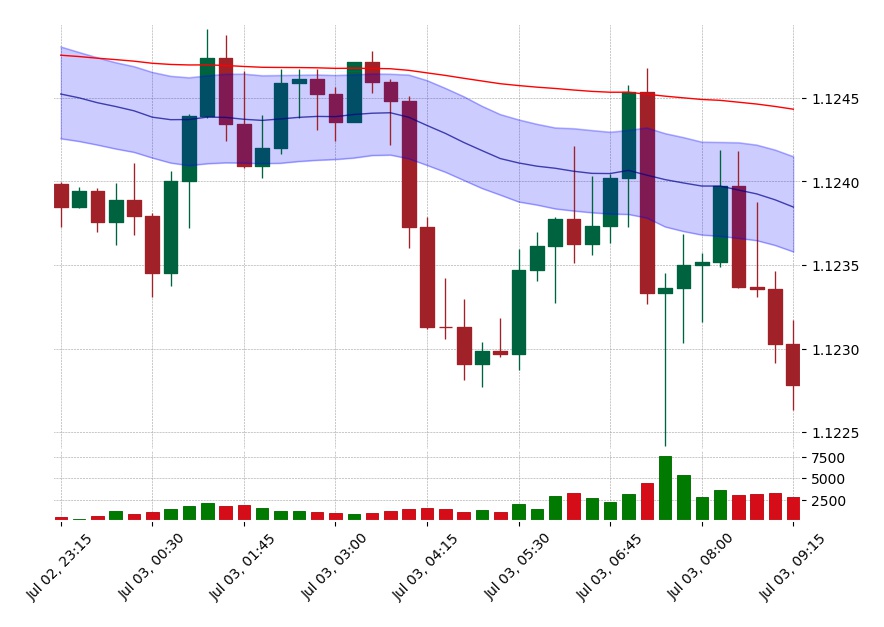 1.1245
1.1240
1.1235
1.1230
1.1225
7500
5000
2500
Jul 02, 23:15
Jul 03, 00:30
Jul 03, 01:45
Jul 03, 03:00
Jul 03, 04:15
Jul 03, 05:30
Jul 03, 06:45
Jul 03, 08:00
Jul 03, 09:15